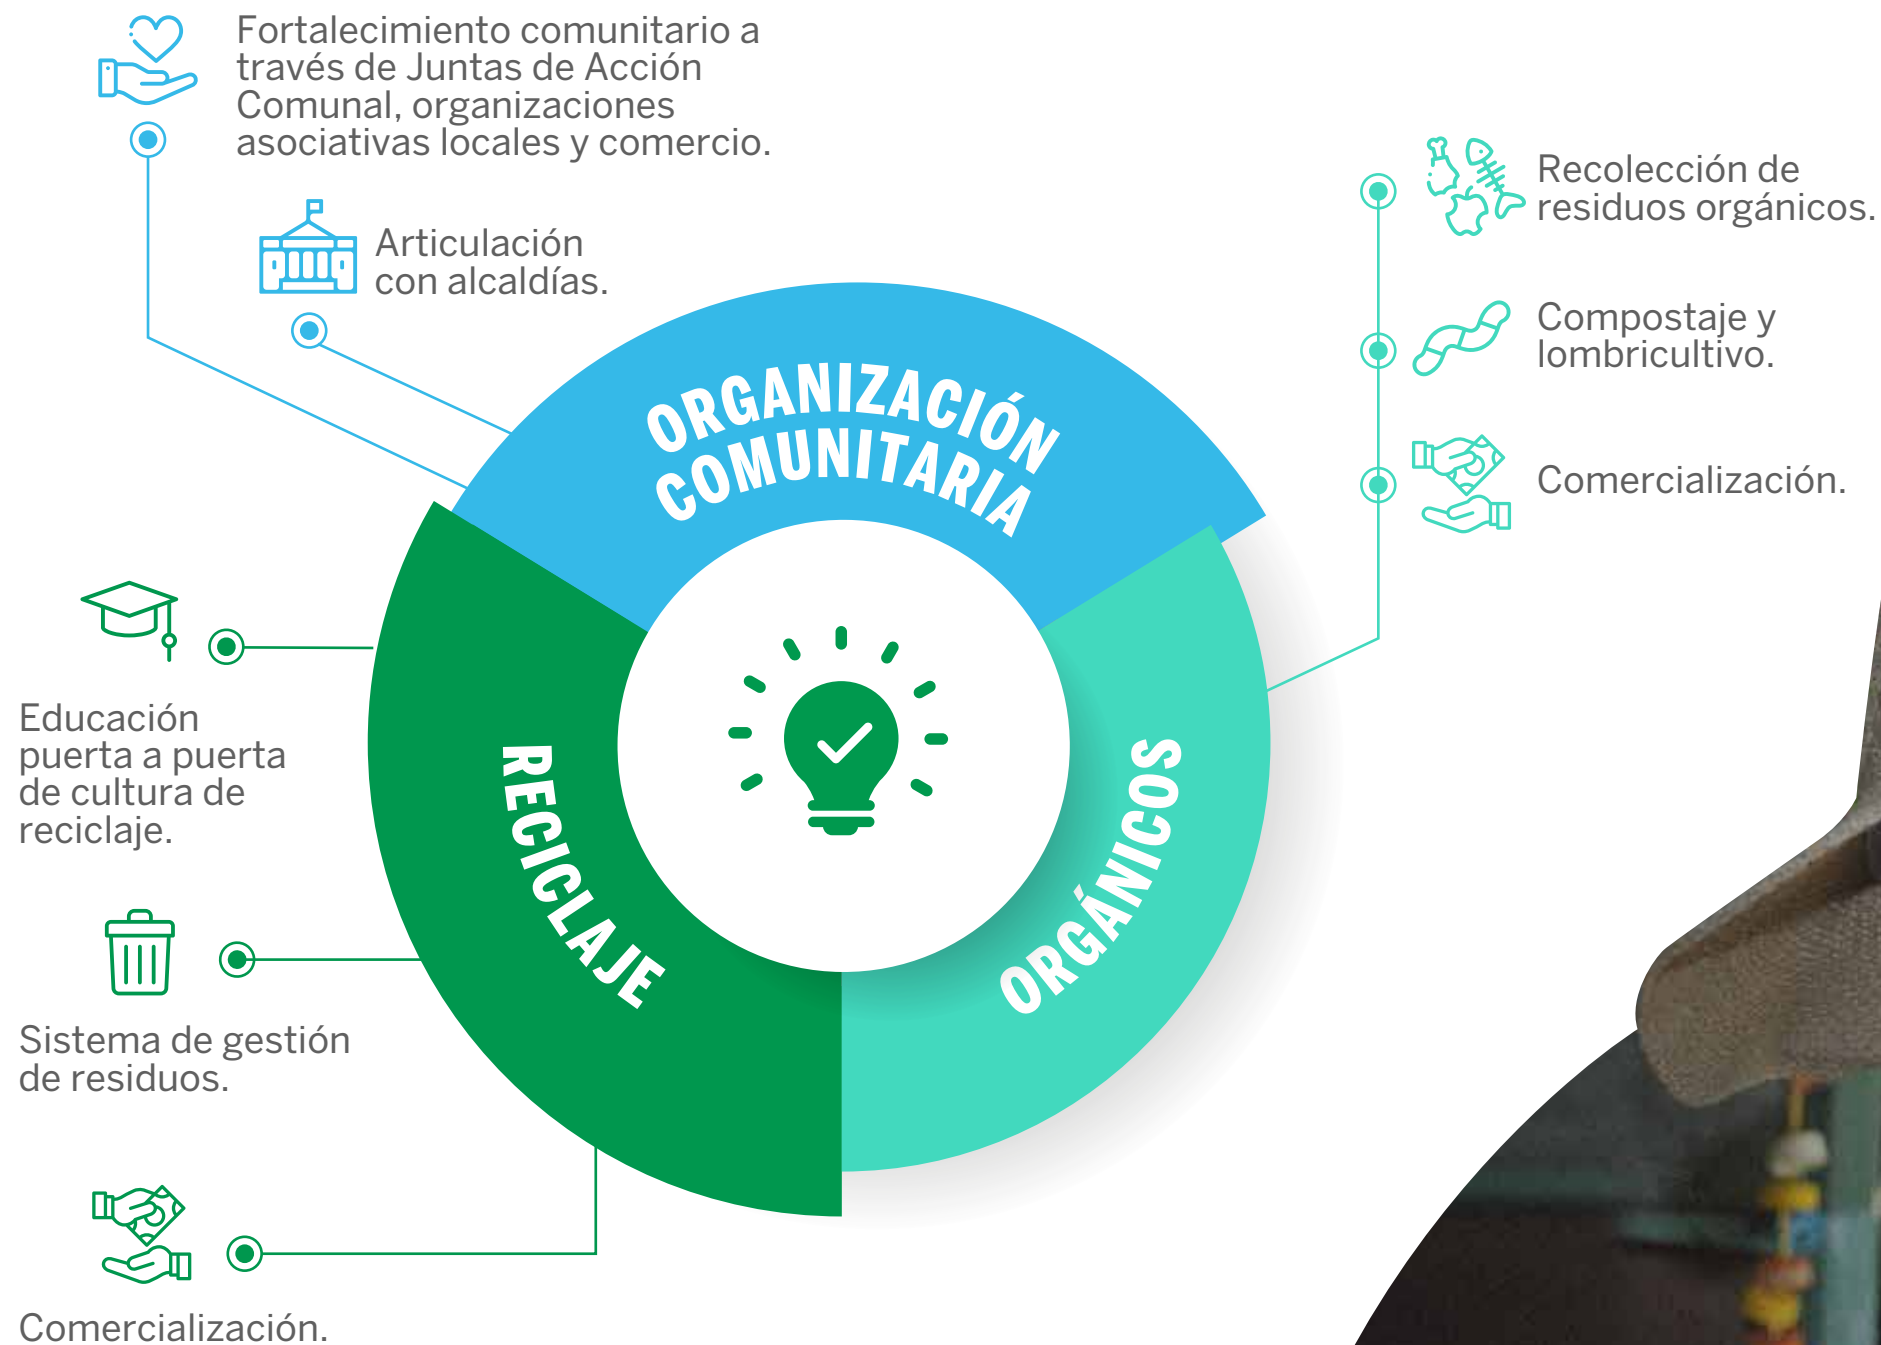 Fortalecimiento comunitario a
través de Juntas de Acción
Comunal, organizaciones
asociativas locales y comercio.
Articulación
con alcaldías.
Recolección de
residuos orgánicos.
Compostaje y
lombricultivo.
Comercialización.
ORGANIZACIÓN
COMUNITARIA
RECICLAJE
ORGÁNICOS
Educación
puerta a puerta
de cultura de
reciclaje.
Sistema de gestión
de residuos.
Comercialización.